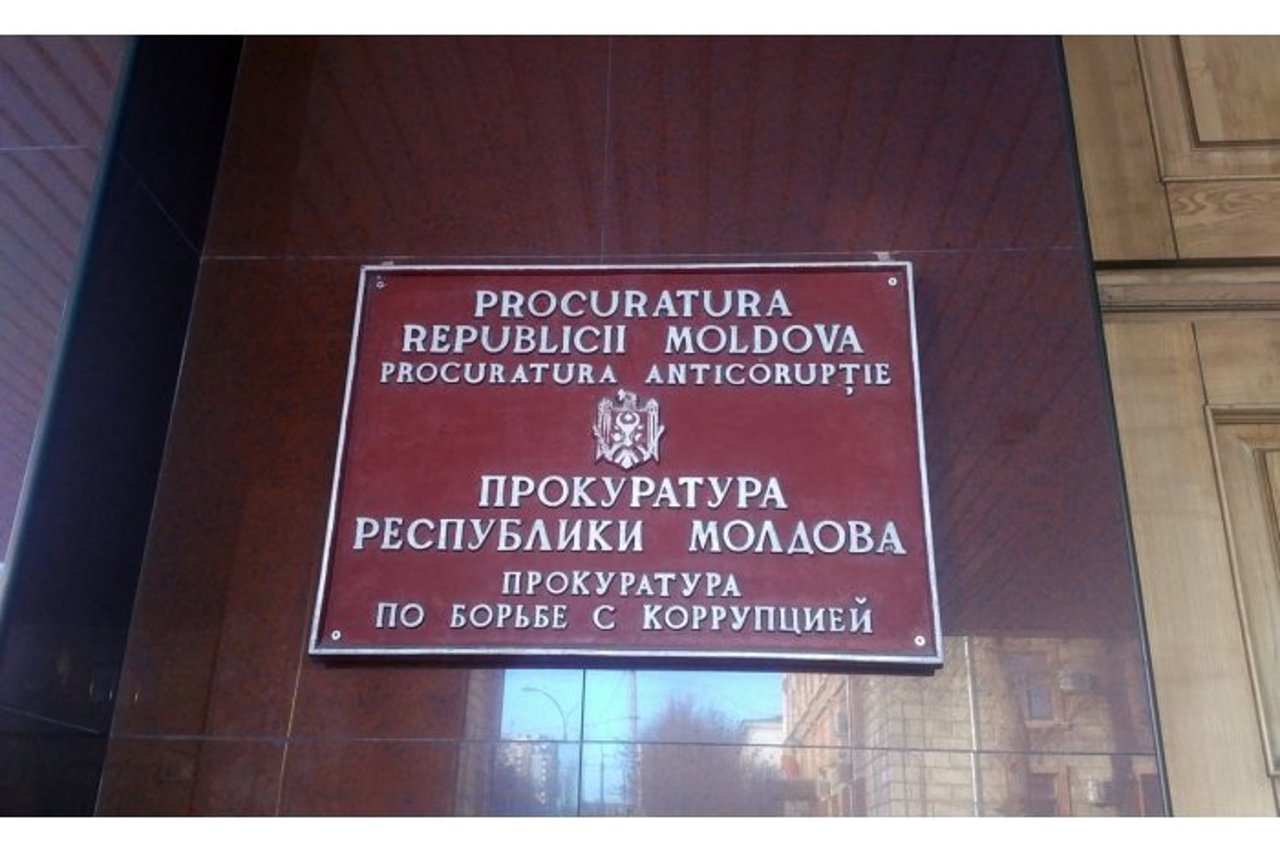 PROCURATURA
REPUBLICII MOLDOVA
PROCURATURA ANTICORUPȚIE
ПРОКУРАТУРА
РЕСПУБЛИКИ МОЛДОВА
ПРОКУРАТУРА
ПО БОРЬБЕ С КОРРУПЦИЕЙ